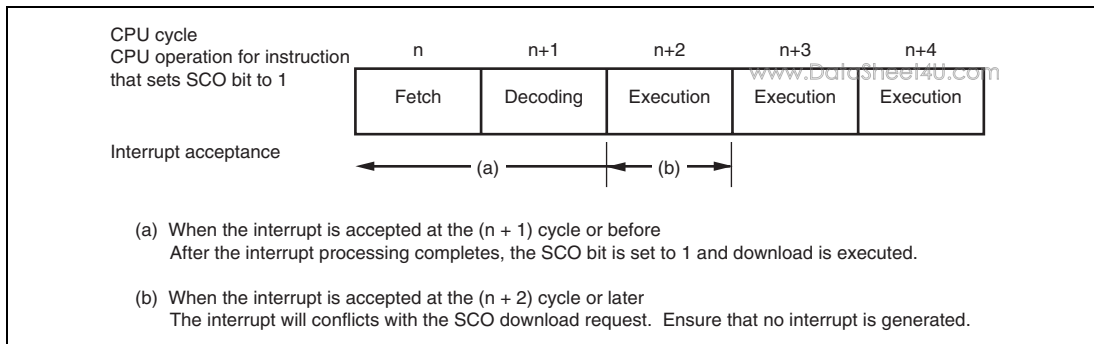 CPU cycle
CPU operation for instruction
that sets SCO bit to 1
n n+1 n+2 n+3 n+4
www.DataSheet4U.com
Fetch Decoding Execution Execution Execution
Interrupt acceptance
(a) (b)
(a) When the interrupt is accepted at the (n + 1) cycle or before
After the interrupt processing completes, the SCO bit is set to 1 and download is executed.
(b) When the interrupt is accepted at the (n + 2) cycle or later
The interrupt will conflicts with the SCO download request. Ensure that no interrupt is generated.